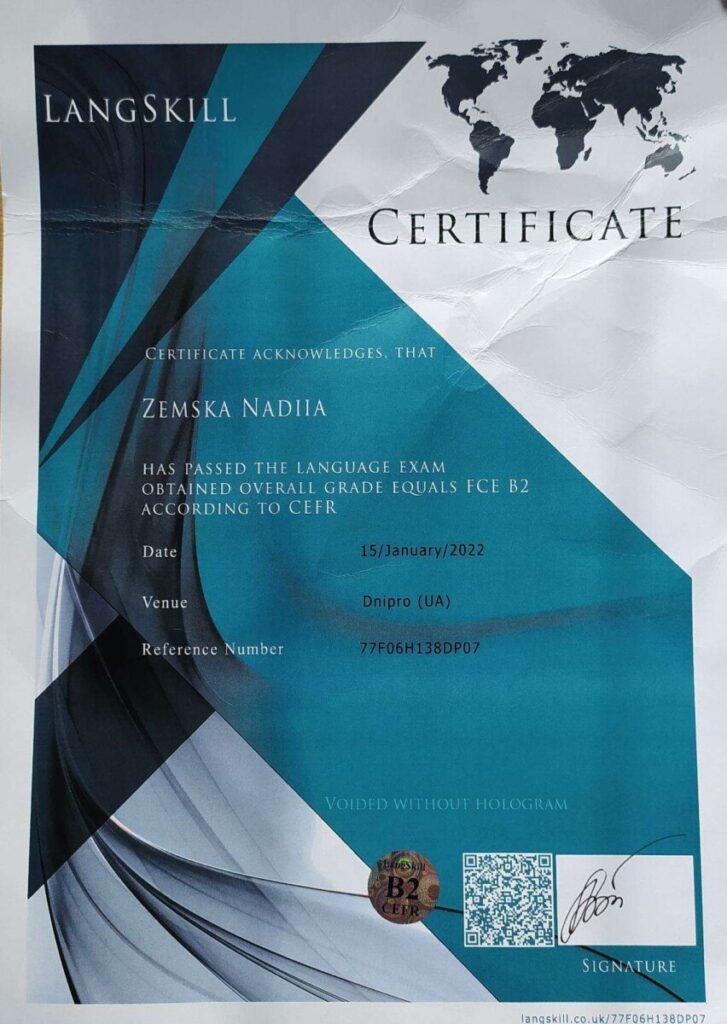 LANGSKILL
CERTIFICATE
CERTIFICATE ACKNOWLEDGES, THAT
ZEMSKA NADIIA
HAS PASSED THE LANGUAGE EXAM
OBTAINED OVERALL GRADE EQUALS FCE B2
ACCORDING TO CEFR
Date 15/January/2022
Venue Dnipro (UA)
Reference Number 77F06H138DP07
VOIDED WITHOUT HOLOGRAM
LangSkill
B2
CEFR
SIGNATURE
langskill.co.uk/77F06H138DP07